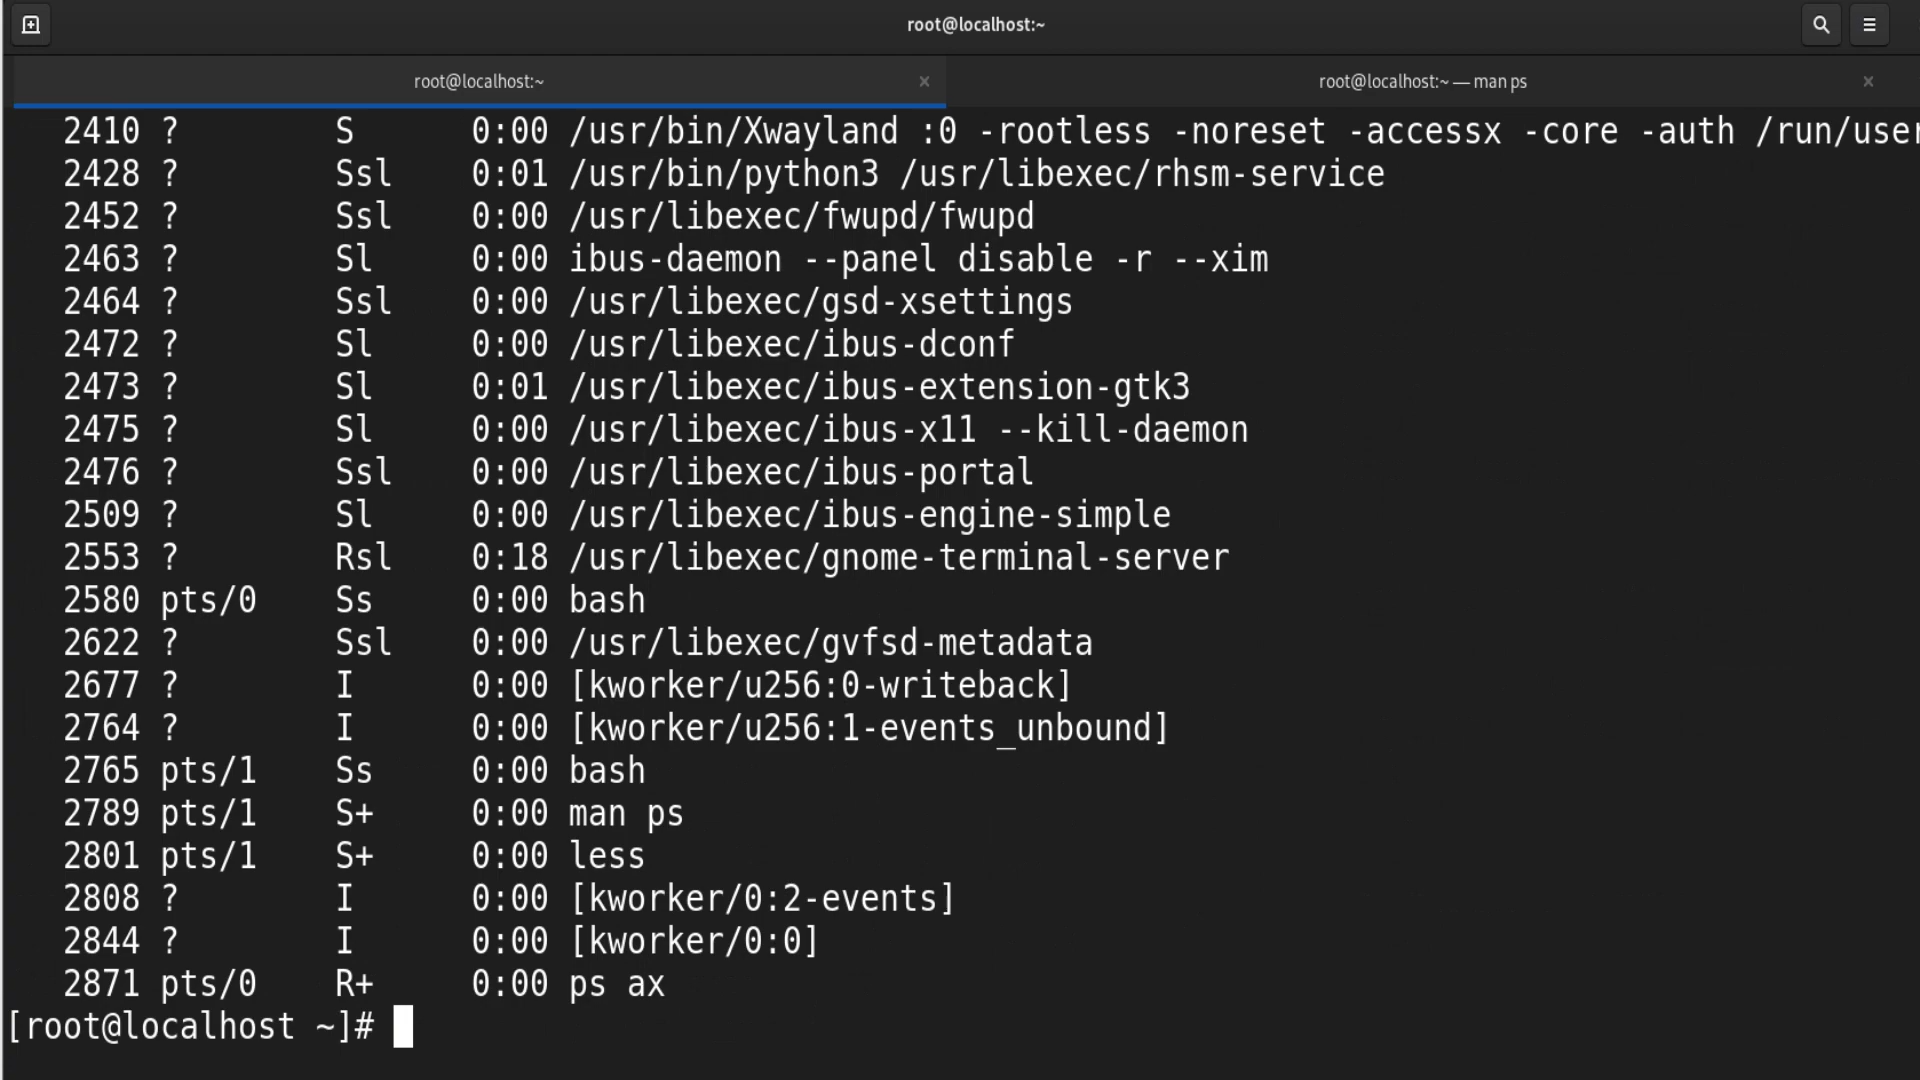 root@localhost:~
root@localhost:~ × root@localhost:~ — man ps ×
2410 ? S 0:00 /usr/bin/Xwayland :0 -rootless -noreset -accessx -core -auth /run/user
2428 ? Ssl 0:01 /usr/bin/python3 /usr/libexec/rhsm-service
2452 ? Ssl 0:00 /usr/libexec/fwupd/fwupd
2463 ? Sl 0:00 ibus-daemon --panel disable -r --xim
2464 ? Ssl 0:00 /usr/libexec/gsd-xsettings
2472 ? Sl 0:00 /usr/libexec/ibus-dconf
2473 ? Sl 0:01 /usr/libexec/ibus-extension-gtk3
2475 ? Sl 0:00 /usr/libexec/ibus-x11 --kill-daemon
2476 ? Ssl 0:00 /usr/libexec/ibus-portal
2509 ? Sl 0:00 /usr/libexec/ibus-engine-simple
2553 ? Rsl 0:18 /usr/libexec/gnome-terminal-server
2580 pts/0 Ss 0:00 bash
2622 ? Ssl 0:00 /usr/libexec/gvfsd-metadata
2677 ? I 0:00 [kworker/u256:0-writeback]
2764 ? I 0:00 [kworker/u256:1-events_unbound]
2765 pts/1 Ss 0:00 bash
2789 pts/1 S+ 0:00 man ps
2801 pts/1 S+ 0:00 less
2808 ? I 0:00 [kworker/0:2-events]
2844 ? I 0:00 [kworker/0:0]
2871 pts/0 R+ 0:00 ps ax
[root@localhost ~]#